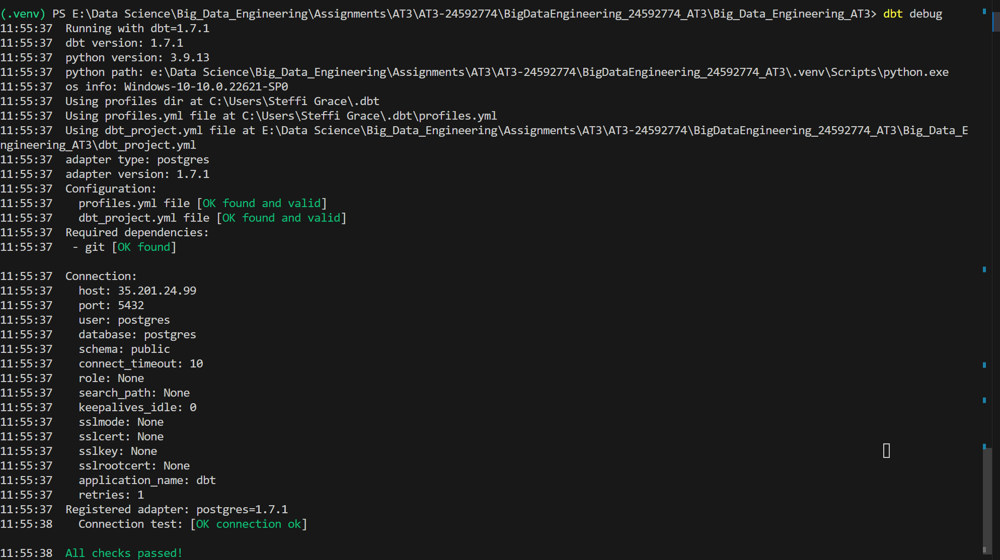 (.venv) PS E:\Data Science\Big_Data_Engineering\Assignments\AT3\AT3-24592774\BigDataEngineering_24592774_AT3\Big_Data_Engineering_AT3> dbt debug
11:55:37  Running with dbt=1.7.1
11:55:37  dbt version: 1.7.1
11:55:37  python version: 3.9.13
11:55:37  python path: e:\Data Science\Big_Data_Engineering\Assignments\AT3\AT3-24592774\BigDataEngineering_24592774_AT3\.venv\Scripts\python.exe
11:55:37  os info: Windows-10-10.0.22621-SP0
11:55:37  Using profiles dir at C:\Users\Steffi Grace\.dbt
11:55:37  Using profiles.yml file at C:\Users\Steffi Grace\.dbt\profiles.yml
11:55:37  Using dbt_project.yml file at E:\Data Science\Big_Data_Engineering\Assignments\AT3\AT3-24592774\BigDataEngineering_24592774_AT3\Big_Data_E
ngineering_AT3\dbt_project.yml
11:55:37  adapter type: postgres
11:55:37  adapter version: 1.7.1
11:55:37  Configuration:
11:55:37    profiles.yml file [OK found and valid]
11:55:37    dbt_project.yml file [OK found and valid]
11:55:37  Required dependencies:
11:55:37   - git [OK found]
11:55:37  Connection:
11:55:37    host: 35.201.24.99
11:55:37    port: 5432
11:55:37    user: postgres
11:55:37    database: postgres
11:55:37    schema: public
11:55:37    connect_timeout: 10
11:55:37    role: None
11:55:37    search_path: None
11:55:37    keepalives_idle: 0
11:55:37    sslmode: None
11:55:37    sslcert: None
11:55:37    sslkey: None
11:55:37    sslrootcert: None
11:55:37    application_name: dbt
11:55:37    retries: 1
11:55:37  Registered adapter: postgres=1.7.1
11:55:38    Connection test: [OK connection ok]
11:55:38  All checks passed!